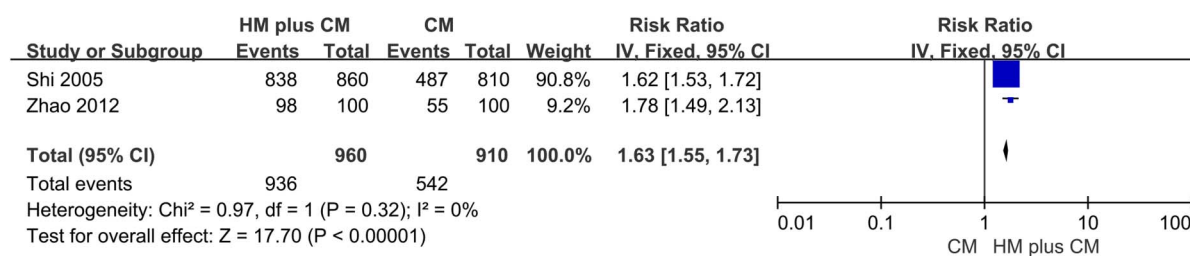 HM plus CM CM Risk Ratio Risk Ratio
Study or Subgroup Events Total Events Total Weight IV, Fixed, 95% CI IV, Fixed, 95% CI
Shi 2005 838 860 487 810 90.8% 1.62 [1.53, 1.72]
Zhao 2012 98 100 55 100 9.2% 1.78 [1.49, 2.13]
Total (95% CI) 960 910 100.0% 1.63 [1.55, 1.73]
Total events 936 542
Heterogeneity: Chi² = 0.97, df = 1 (P = 0.32); I² = 0%
Test for overall effect: Z = 17.70 (P < 0.00001)
0.01 0.1 1 10 100
CM HM plus CM